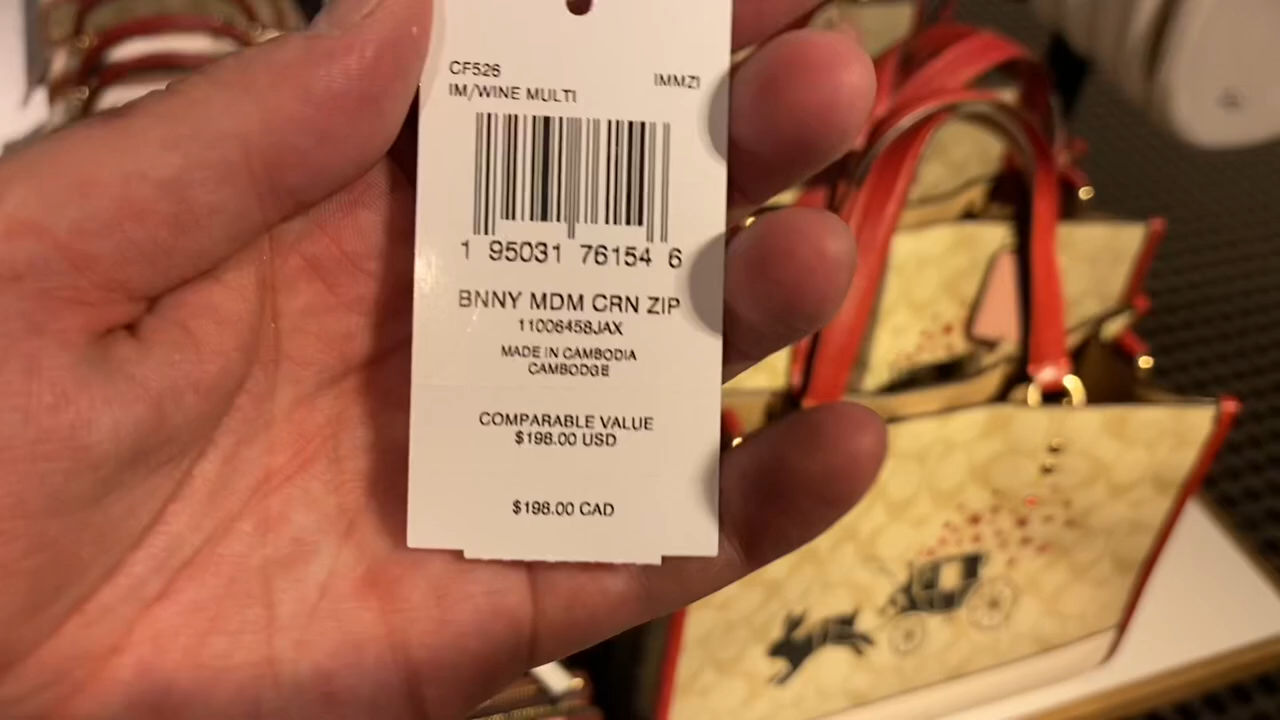 CF526 IMMZI
IM/WINE MULTI
1 95031 76154 6
BNNY MDM CRN ZIP
11006458JAX
MADE IN CAMBODIA
CAMBODGE
COMPARABLE VALUE
$198.00 USD
$198.00 CAD